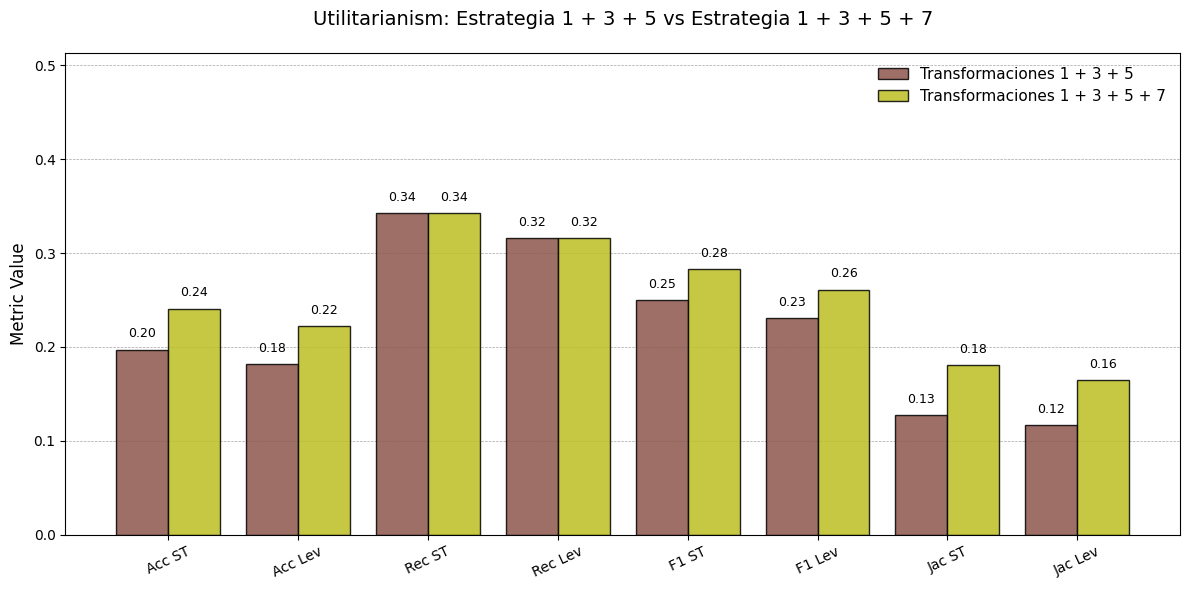 Utilitarianism: Estrategia 1 + 3 + 5 vs Estrategia 1 + 3 + 5 + 7
Transformaciones 1 + 3 + 5
Transformaciones 1 + 3 + 5 + 7
Metric Value
0.5
0.4
0.3
0.2
0.1
0.0
0.20
0.24
0.18
0.22
0.34
0.34
0.32
0.32
0.25
0.28
0.23
0.26
0.13
0.18
0.12
0.16
Acc ST
Acc Lev
Rec ST
Rec Lev
F1 ST
F1 Lev
Jac ST
Jac Lev